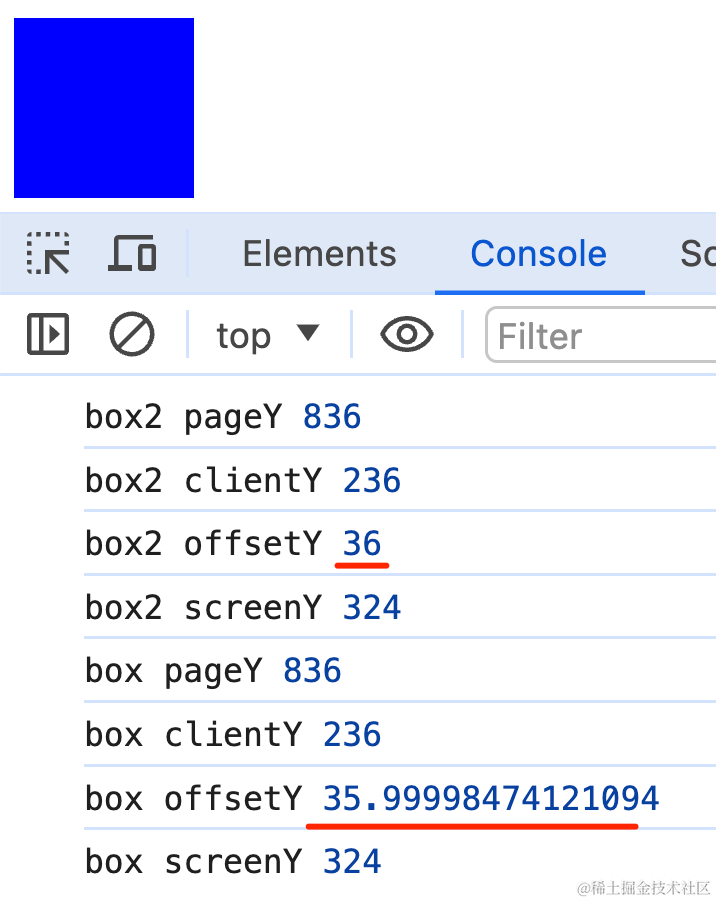 Elements Console So
top Filter
box2 pageY 836
box2 clientY 236
box2 offsetY 36
box2 screenY 324
box pageY 836
box clientY 236
box offsetY 35.99998474121094
box screenY 324
@稀土掘金技术社区